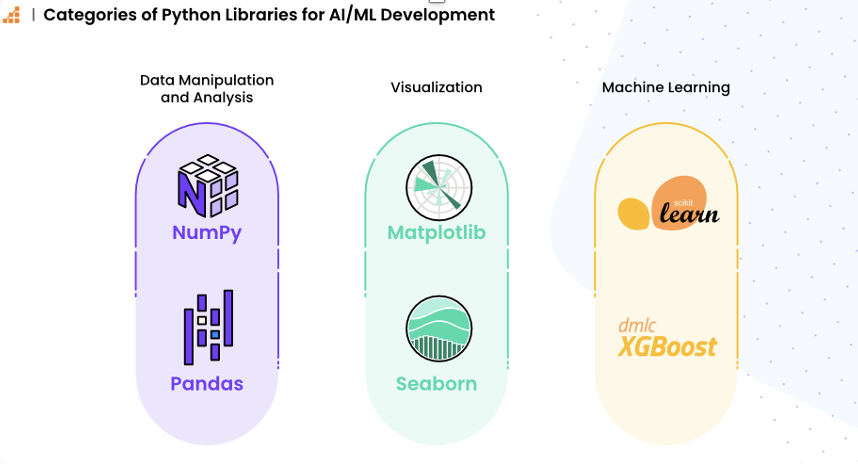 Categories of Python Libraries for AI/ML Development
Data Manipulation
and Analysis
NumPy
Pandas
Visualization
Matplotlib
Seaborn
Machine Learning
scikit
learn
dmlc
XGBoost